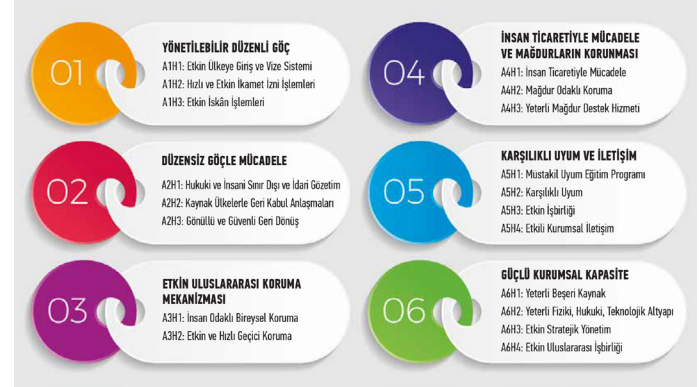 01
YÖNETİLEBİLİR DÜZENLİ GÖÇ
A1H1: Etkin Ülkeye Giriş ve Vize Sistemi
A1H2: Hızlı ve Etkin İkamet İzni İşlemleri
A1H3: Etkin İskân İşlemleri
02
DÜZENSİZ GÖÇLE MÜCADELE
A2H1: Hukuki ve İnsani Sınır Dışı ve İdari Gözetim
A2H2: Kaynak Ülkelerle Geri Kabul Anlaşmaları
A2H3: Gönüllü ve Güvenli Geri Dönüş
03
ETKİN ULUSLARARASI KORUMA
MEKANİZMASI
A3H1: İnsan Odaklı Bireysel Koruma
A3H2: Etkin ve Hızlı Geçici Koruma
04
İNSAN TİCARETİYLE MÜCADELE
VE MAĞDURLARIN KORUNMASI
A4H1: İnsan Ticaretiyle Mücadele
A4H2: Mağdur Odaklı Koruma
A4H3: Yeterli Mağdur Destek Hizmeti
05
KARŞILIKLI UYUM VE İLETİŞİM
A5H1: Müstakil Uyum Eğitim Programı
A5H2: Karşılıklı Uyum
A5H3: Etkin İşbirliği
A5H4: Etkili Kurumsal İletişim
06
GÜÇLÜ KURUMSAL KAPASİTE
A6H1: Yeterli Beşeri Kaynak
A6H2: Yeterli Fiziki, Hukuki, Teknolojik Altyapı
A6H3: Etkin Stratejik Yönetim
A6H4: Etkin Uluslararası İşbirliği